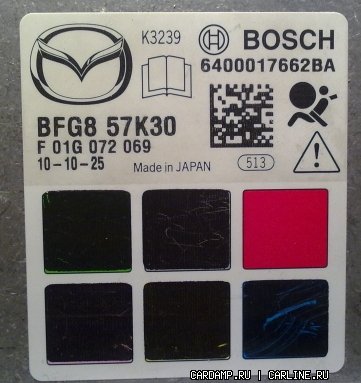 K3239
BOSCH
6400017662BA
BFG8 57K30
F 01G 072 069
10-10-25
Made in JAPAN
513
CARDAMP.RU | CARLINE.RU